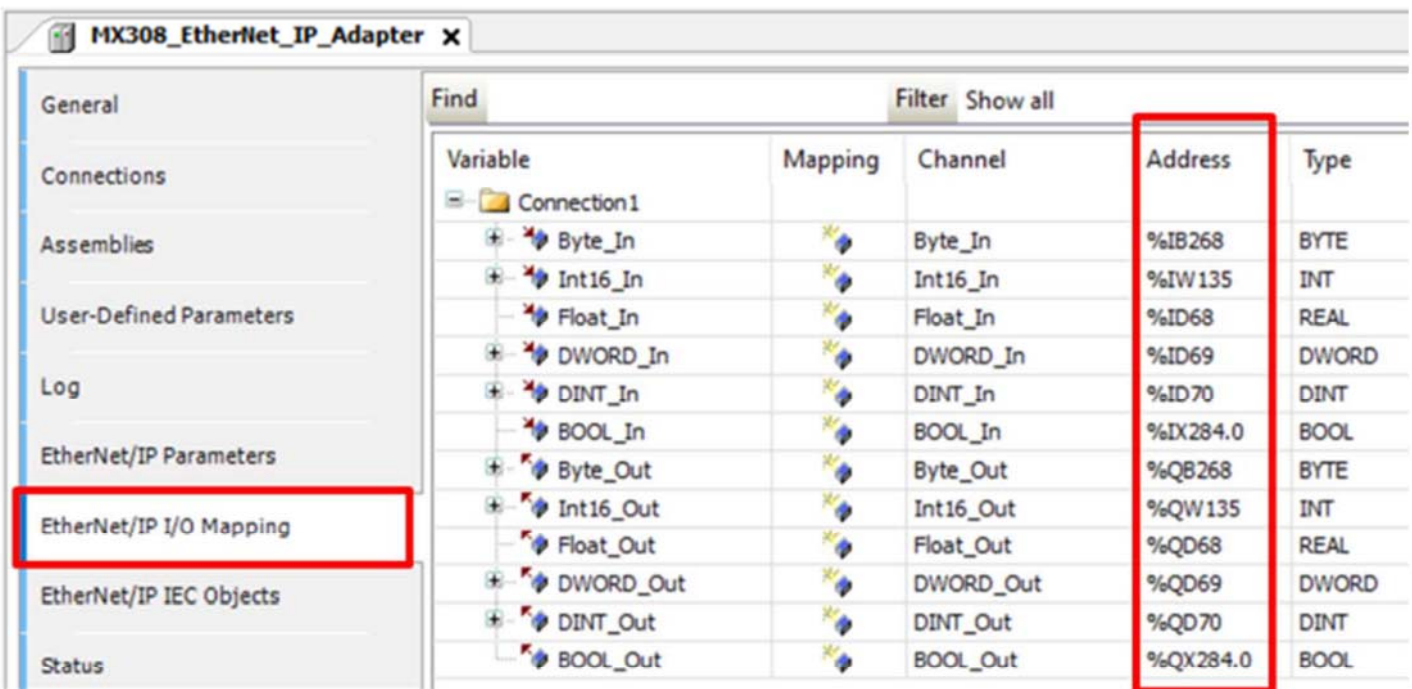 MX308_EtherNet_IP_Adapter X
General
Connections
Assemblies
User-Defined Parameters
Log
EtherNet/IP Parameters
EtherNet/IP I/O Mapping
EtherNet/IP IEC Objects
Status
Find Filter Show all
Variable Mapping Channel Address Type
Connection1
Byte_In Byte_In %IB268 BYTE
Int16_In Int16_In %IW135 INT
Float_In Float_In %ID68 REAL
DWORD_In DWORD_In %ID69 DWORD
DINT_In DINT_In %ID70 DINT
BOOL_In BOOL_In %IX284.0 BOOL
Byte_Out Byte_Out %QB268 BYTE
Int16_Out Int16_Out %QW135 INT
Float_Out Float_Out %QD68 REAL
DWORD_Out DWORD_Out %QD69 DWORD
DINT_Out DINT_Out %QD70 DINT
BOOL_Out BOOL_Out %QX284.0 BOOL